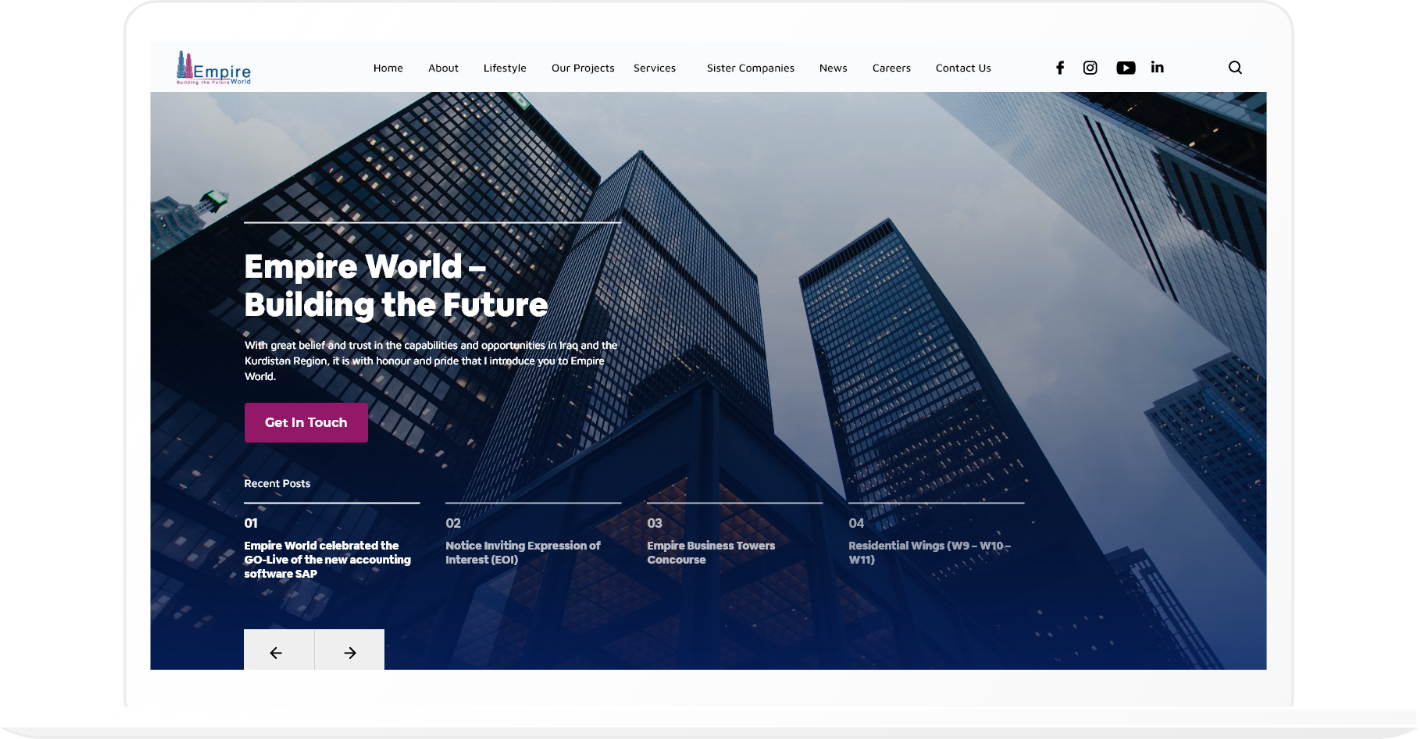 Empire
Building the Future World
Home About Lifestyle Our Projects Services Sister Companies News Careers Contact Us
Empire World –
Building the Future
With great belief and trust in the capabilities and opportunities in Iraq and the
Kurdistan Region, it is with honour and pride that I introduce you to Empire
World.
Get In Touch
Recent Posts
01
Empire World celebrated the
GO-Live of the new accounting
software SAP
02
Notice Inviting Expression of
Interest (EOI)
03
Empire Business Towers
Concourse
04
Residential Wings (W9 – W10 –
W11)